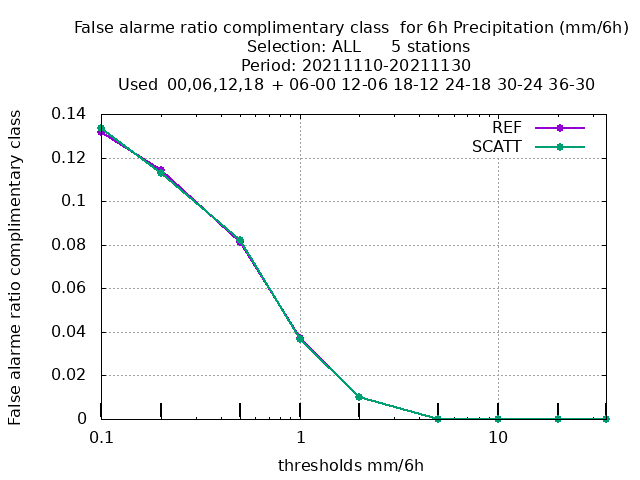 False alarme ratio complimentary class  for 6h Precipitation (mm/6h)
Selection: ALL      5 stations
Period: 20211110-20211130
Used  00,06,12,18  + 06-00 12-06 18-12 24-18 30-24 36-30
False alarme ratio complimentary class
0.14
0.12
0.1
0.08
0.06
0.04
0.02
0
REF
SCATT
0.1
1
10
thresholds mm/6h